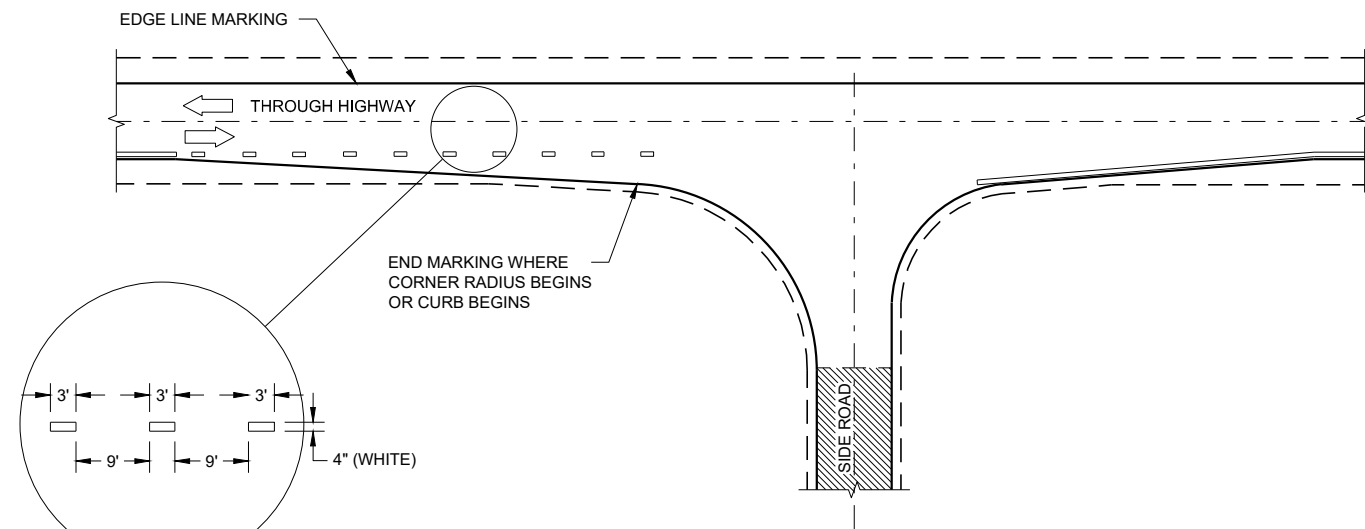 EDGE LINE MARKING
THROUGH HIGHWAY
END MARKING WHERE
CORNER RADIUS BEGINS
OR CURB BEGINS
3' 3' 3'
9' 9'
4" (WHITE)
SIDE ROAD